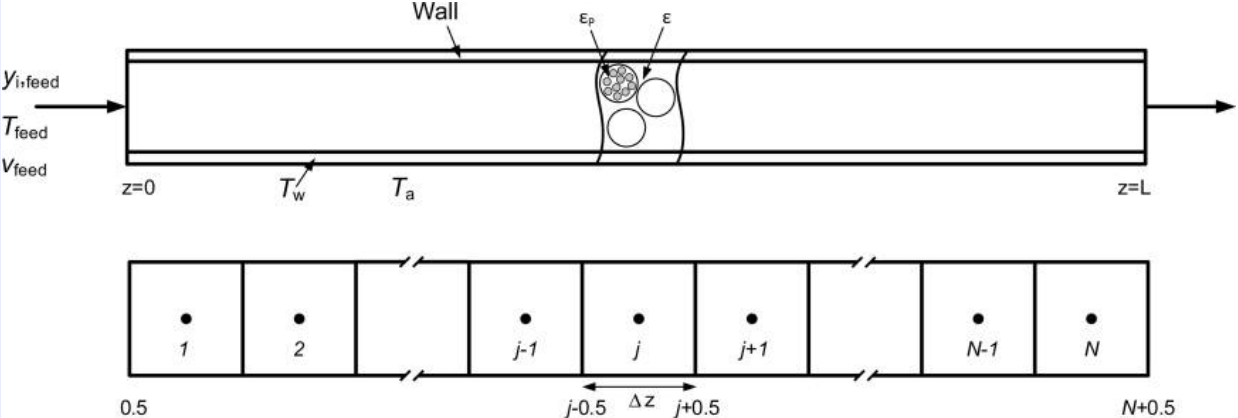 Wall
εₚ
ε
yi,feed
Tfeed
vfeed
z=0
Tw
Ta
z=L
1
2
j-1
j
j+1
N-1
N
0.5
j-0.5
Δz
j+0.5
N+0.5